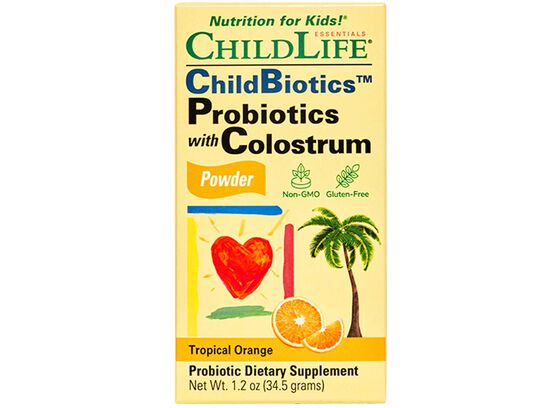 Nutrition for Kids!®
ESSENTIALS
CHILDLIFE®
ChildBiotics™
Probiotics
with Colostrum
Powder
Non-GMO Gluten-Free
Tropical Orange
Probiotic Dietary Supplement
Net Wt. 1.2 oz (34.5 grams)